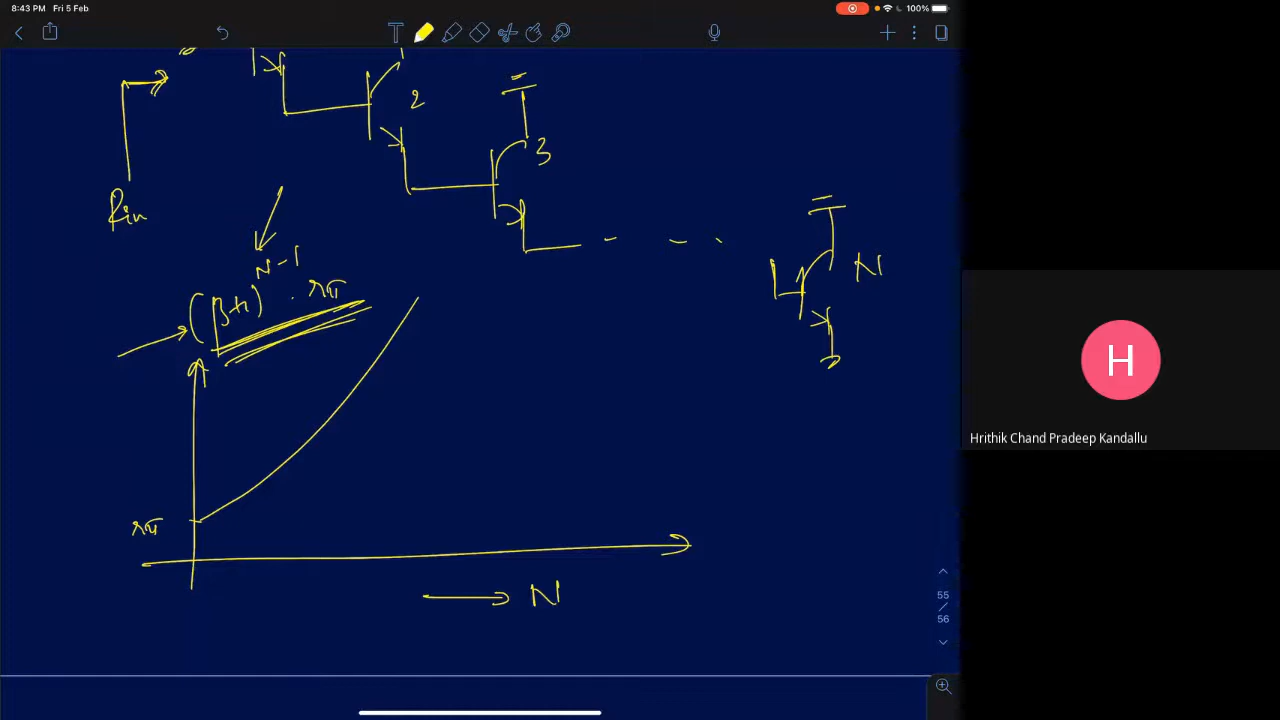 8:43 PM Fri 5 Feb
100%
T
2
3
Rin
N
(β+1)^N-1 · rπ
rπ
N
55
/
56
H
Hrithik Chand Pradeep Kandallu